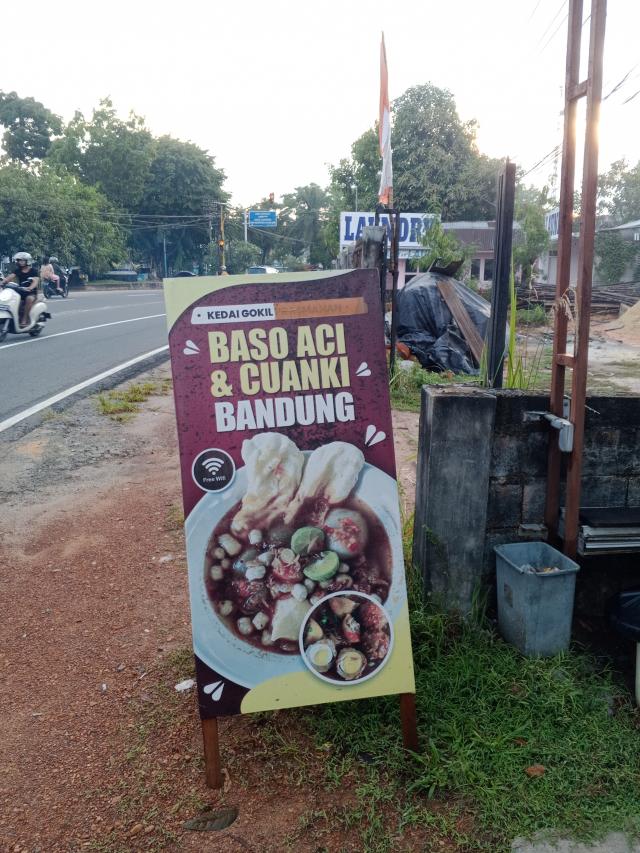 LAUNDRY
KEDAI GOKIL
BASO ACI
& CUANKI
BANDUNG
Free Wifi